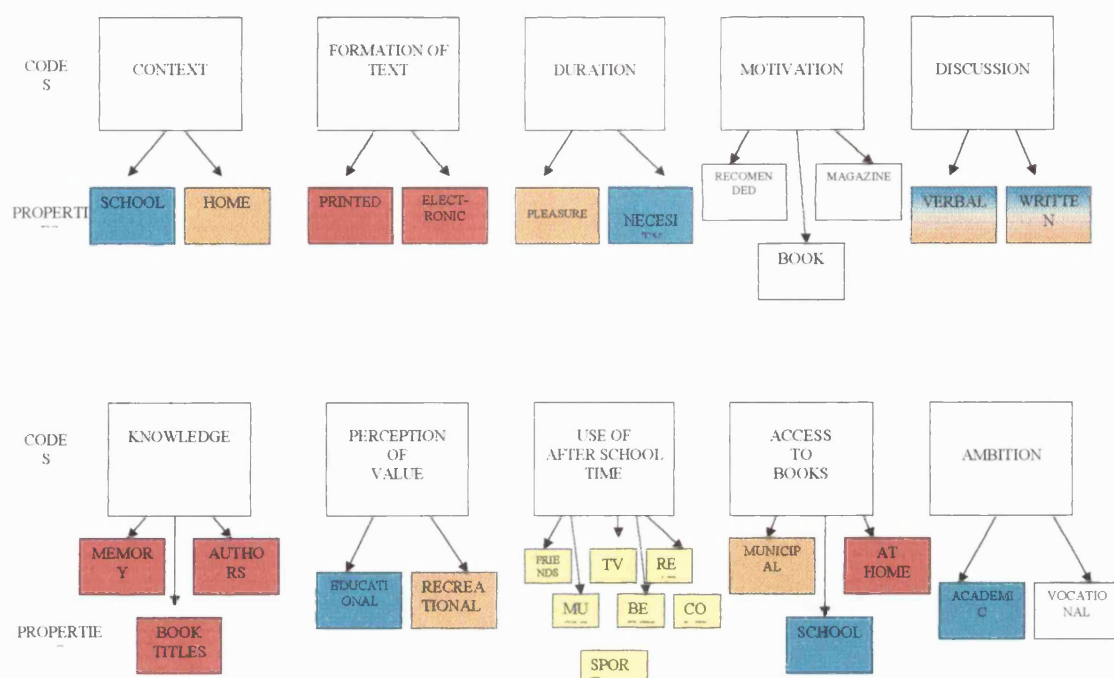 CODE
S
CONTEXT
FORMATION OF
TEXT
DURATION
MOTIVATION
DISCUSSION
PROPERTI
SCHOOL
HOME
PRINTED
ELECT-
RONIC
PLEASURE
NECESI
RECOMEN
DED
BOOK
MAGAZINE
VERBAL
WRITTE
N
CODE
S
KNOWLEDGE
PERCEPTION
OF
VALUE
USE OF
AFTER SCHOOL
TIME
ACCESS
TO
BOOKS
AMBITION
PROPERTIE
MEMOR
Y
BOOK
TITLES
AUTHO
RS
EDUCATI
ONAL
RECREA
TIONAL
FRIE
NDS
TV
RE
MU
BE
CO
SPOR
MUNICIP
AL
SCHOOL
AT
HOME
ACADEMI
C
VOCATIO
NAL